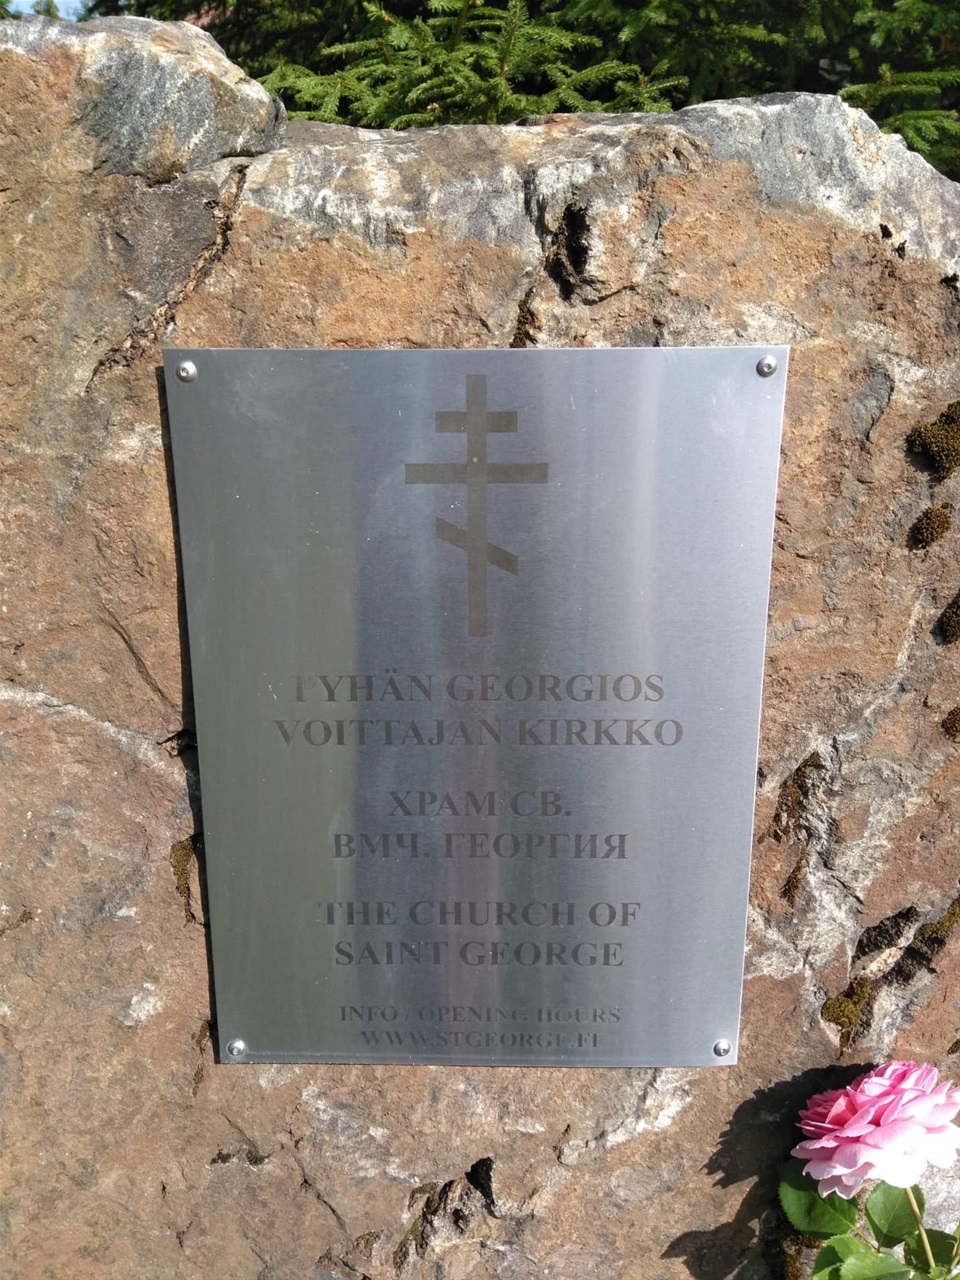 PYHÄN GEORGIOS
VOITTAJAN KIRKKO
ХРАМ СВ.
ВМЧ. ГЕОРГИЯ
THE CHURCH OF
SAINT GEORGE
INFO / OPENING HOURS
WWW.STGEORGE.FI